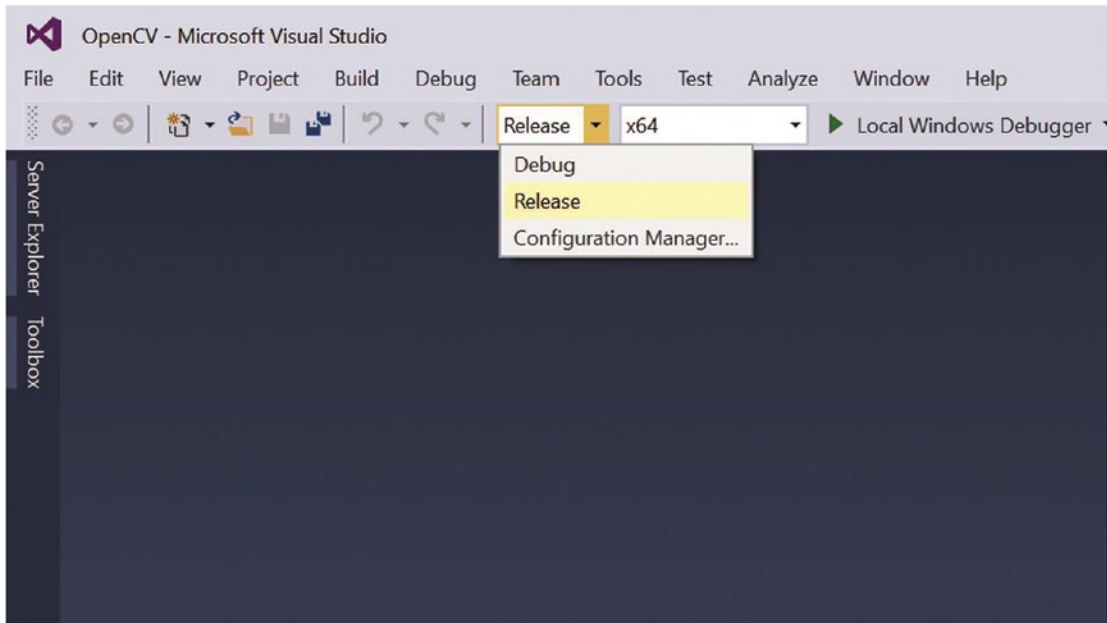 OpenCV - Microsoft Visual Studio
File Edit View Project Build Debug Team Tools Test Analyze Window Help
Release x64 Local Windows Debugger
Debug
Release
Configuration Manager...
Server Explorer
Toolbox